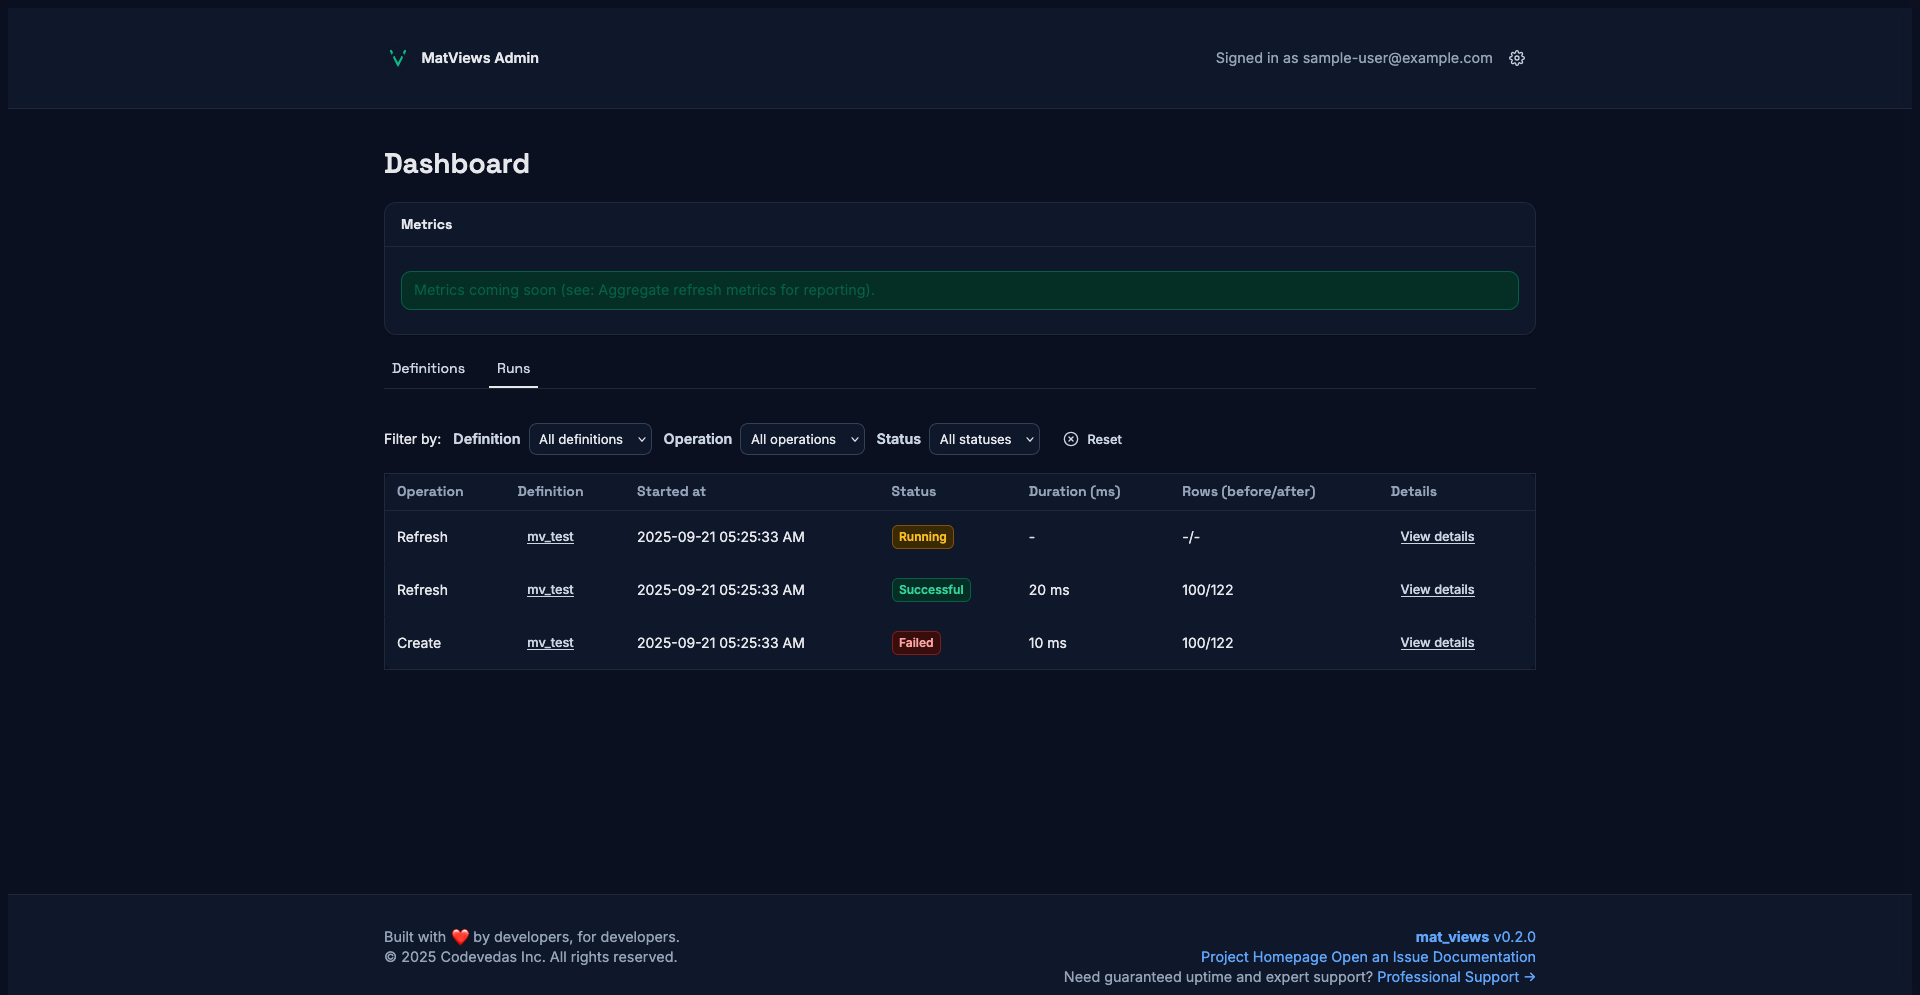 MatViews Admin
Signed in as sample-user@example.com
Dashboard
Metrics
Metrics coming soon (see: Aggregate refresh metrics for reporting).
Definitions Runs
Filter by: Definition All definitions Operation All operations Status All statuses Reset
Operation Definition Started at Status Duration (ms) Rows (before/after) Details
Refresh mv_test 2025-09-21 05:25:33 AM Running - -/- View details
Refresh mv_test 2025-09-21 05:25:33 AM Successful 20 ms 100/122 View details
Create mv_test 2025-09-21 05:25:33 AM Failed 10 ms 100/122 View details
Built with ❤️ by developers, for developers.
© 2025 Codevedas Inc. All rights reserved.
mat_views v0.2.0
Project Homepage Open an Issue Documentation
Need guaranteed uptime and expert support? Professional Support →